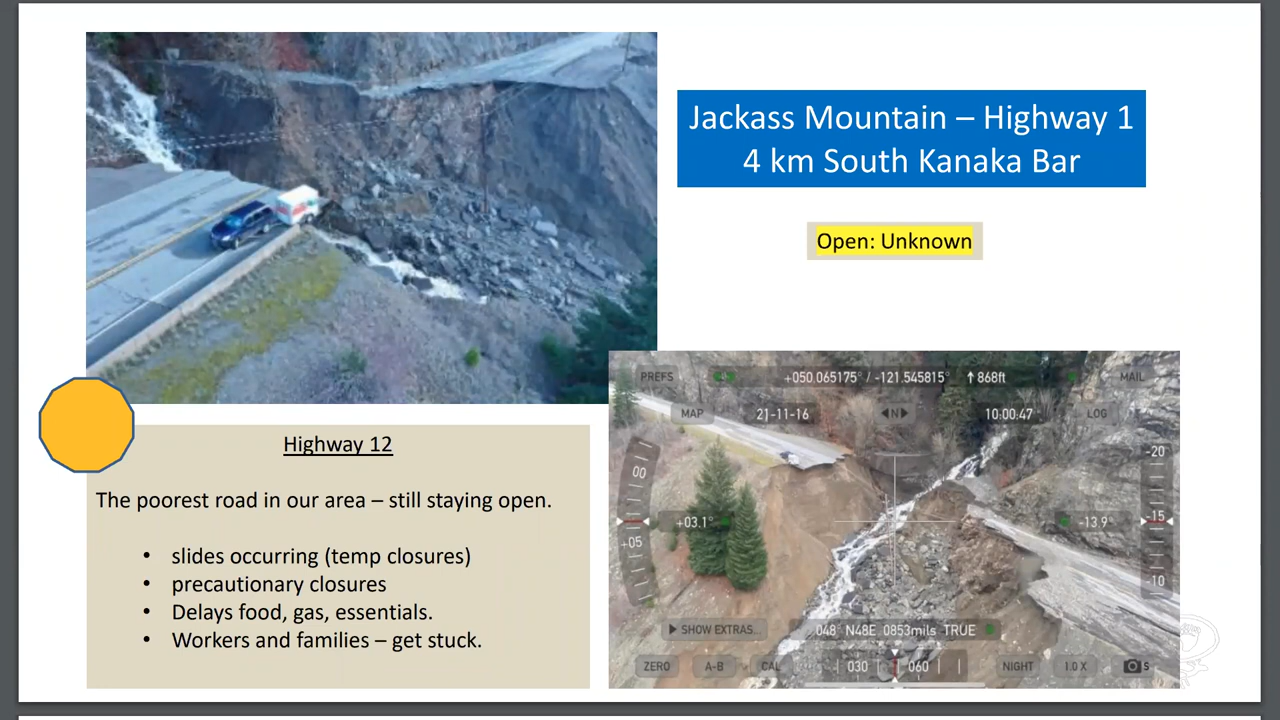 Jackass Mountain – Highway 1
4 km South Kanaka Bar
Open: Unknown
Highway 12
The poorest road in our area – still staying open.
• slides occurring (temp closures)
• precautionary closures
• Delays food, gas, essentials.
• Workers and families – get stuck.
PREFS
+050.065175° / -121.545815° ↑868ft
MAIL
MAP
21-11-16
◀N▶
10:00:47
LOG
00
+05
+03.1°
-13.9°
-20
-15
-10
▶ SHOW EXTRAS...
048° N48E 0853mils TRUE
ZERO
A-B
CAL
030
060
NIGHT
1.0 X
S